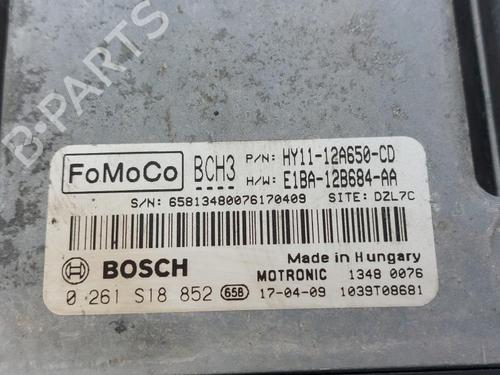 FoMoCo
BCH3
P/N: HY11-12A650-CD
H/W: E1BA-12B684-AA
S/N: 65813480076170409 SITE: DZL7C
BOSCH
Made in Hungary
MOTRONIC 1348 0076
0 261 S18 852 65B 17-04-09 1039T08681
B-PARTS